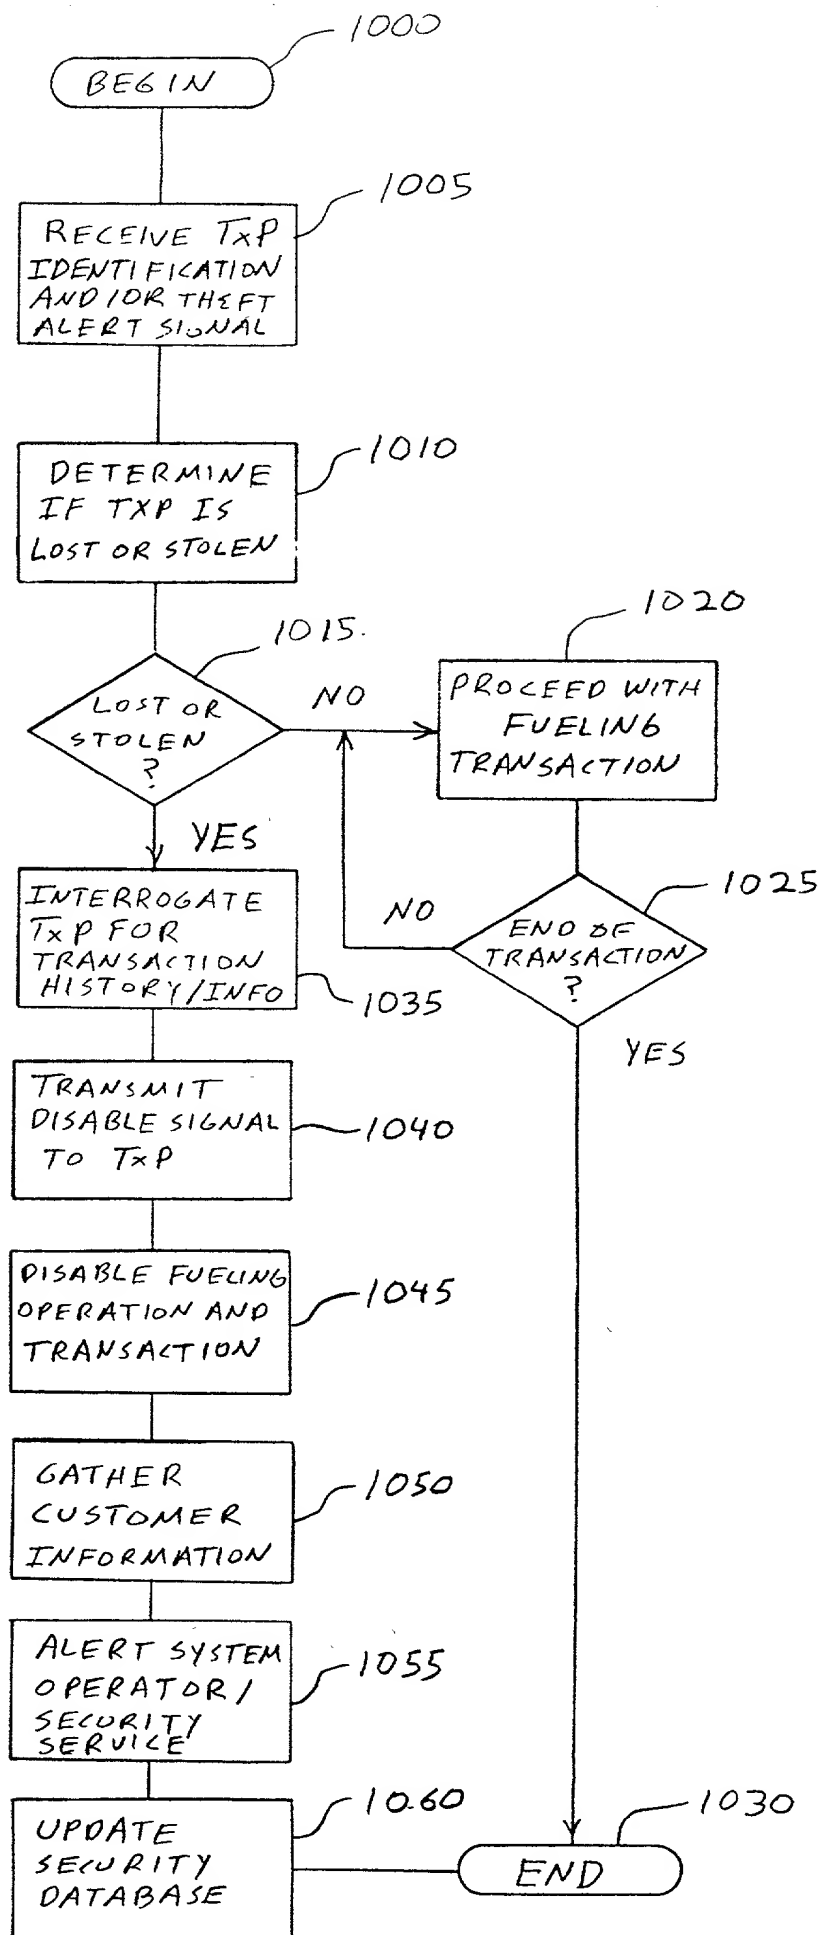 1000
BEGIN
1005
RECEIVE TxP
IDENTIFICATION
AND/OR THEFT
ALERT SIGNAL
1010
DETERMINE
IF TXP IS
LOST OR STOLEN
1015.
LOST OR
STOLEN
?
NO
1020
PROCEED WITH
FUELING
TRANSACTION
YES
1025
NO
END OF
TRANSACTION
?
YES
INTERROGATE
TxP FOR
TRANSACTION
HISTORY/INFO
1035
TRANSMIT
DISABLE SIGNAL
TO TxP
1040
DISABLE FUELING
OPERATION AND
TRANSACTION
1045
GATHER
CUSTOMER
INFORMATION
1050
ALERT SYSTEM
OPERATOR/
SECURITY
SERVICE
1055
UPDATE
SECURITY
DATABASE
1060
1030
END